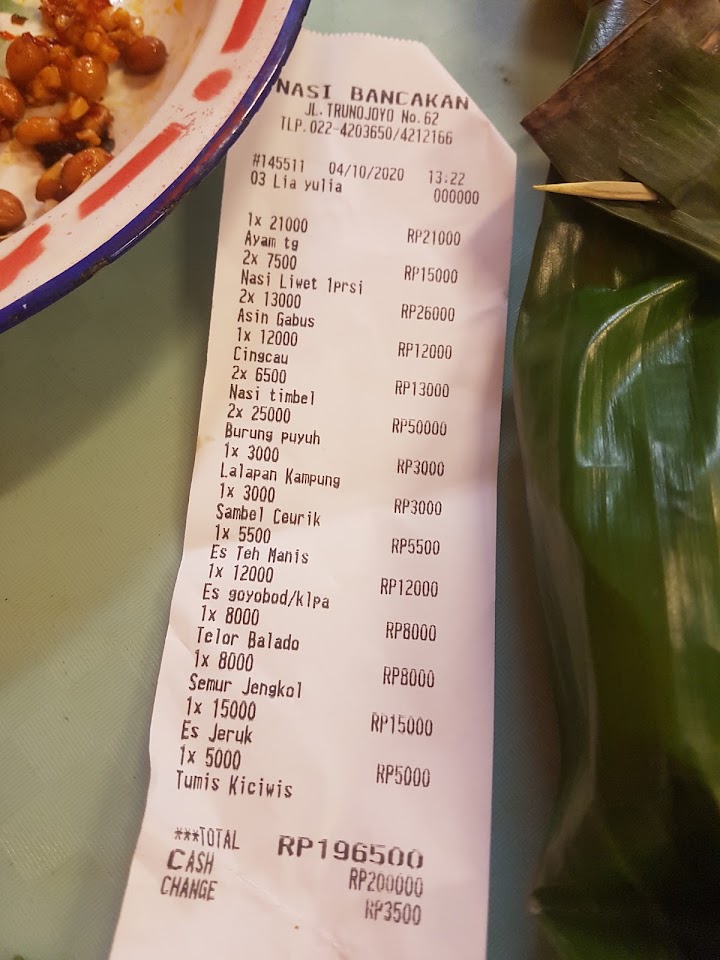 NASI BANCAKAN
JL. TRUNOJOYO No. 62
TLP. 022-4203650/4212166
#145511 04/10/2020 13:22
03 Lia yulia 000000
1x 21000 RP21000
Ayam tg
2x 7500 RP15000
Nasi Liwet 1prsi
2x 13000 RP26000
Asin Gabus
1x 12000 RP12000
Cingcau
2x 6500 RP13000
Nasi timbel
2x 25000 RP50000
Burung puyuh
1x 3000 RP3000
Lalapan Kampung
1x 3000 RP3000
Sambel Ceurik
1x 5500 RP5500
Es Teh Manis
1x 12000 RP12000
Es goyobod/klpa
1x 8000 RP8000
Telor Balado
1x 8000 RP8000
Semur Jengkol
1x 15000 RP15000
Es Jeruk
1x 5000 RP5000
Tumis Kiciwis
***TOTAL RP196500
CASH RP200000
CHANGE RP3500